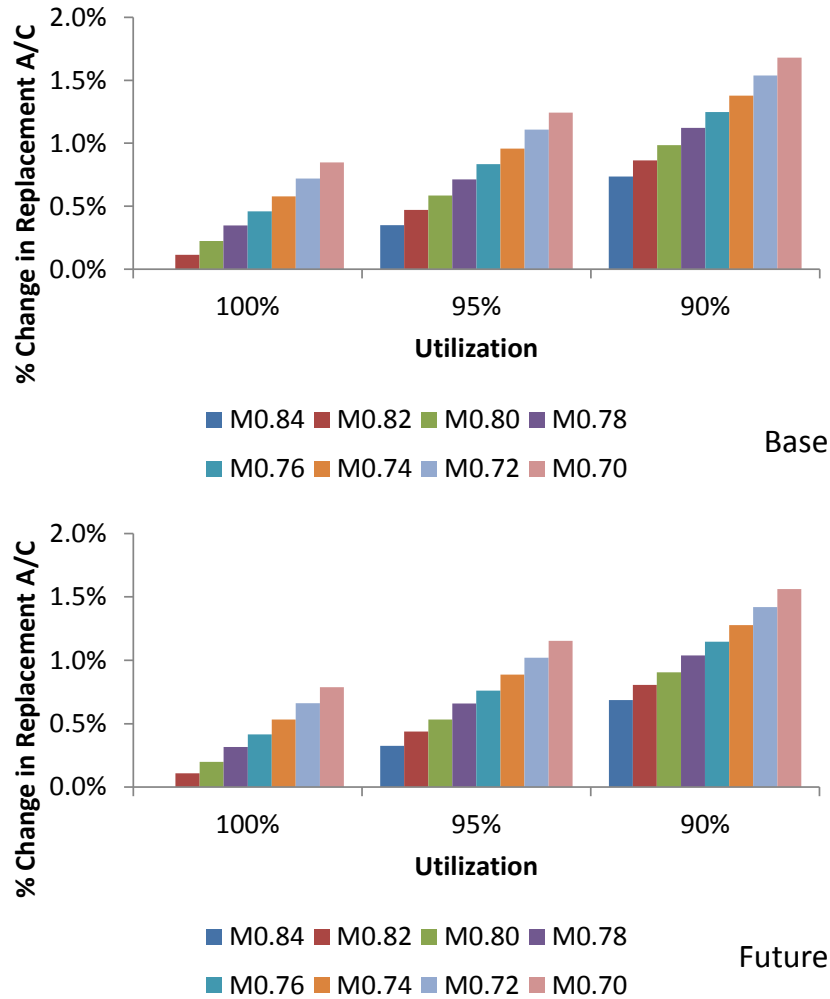 % Change in Replacement A/C
2.0%
1.5%
1.0%
0.5%
0.0%
100% 95% 90%
Utilization
M0.84 M0.82 M0.80 M0.78
M0.76 M0.74 M0.72 M0.70
Base
% Change in Replacement A/C
2.0%
1.5%
1.0%
0.5%
0.0%
100% 95% 90%
Utilization
M0.84 M0.82 M0.80 M0.78
M0.76 M0.74 M0.72 M0.70
Future